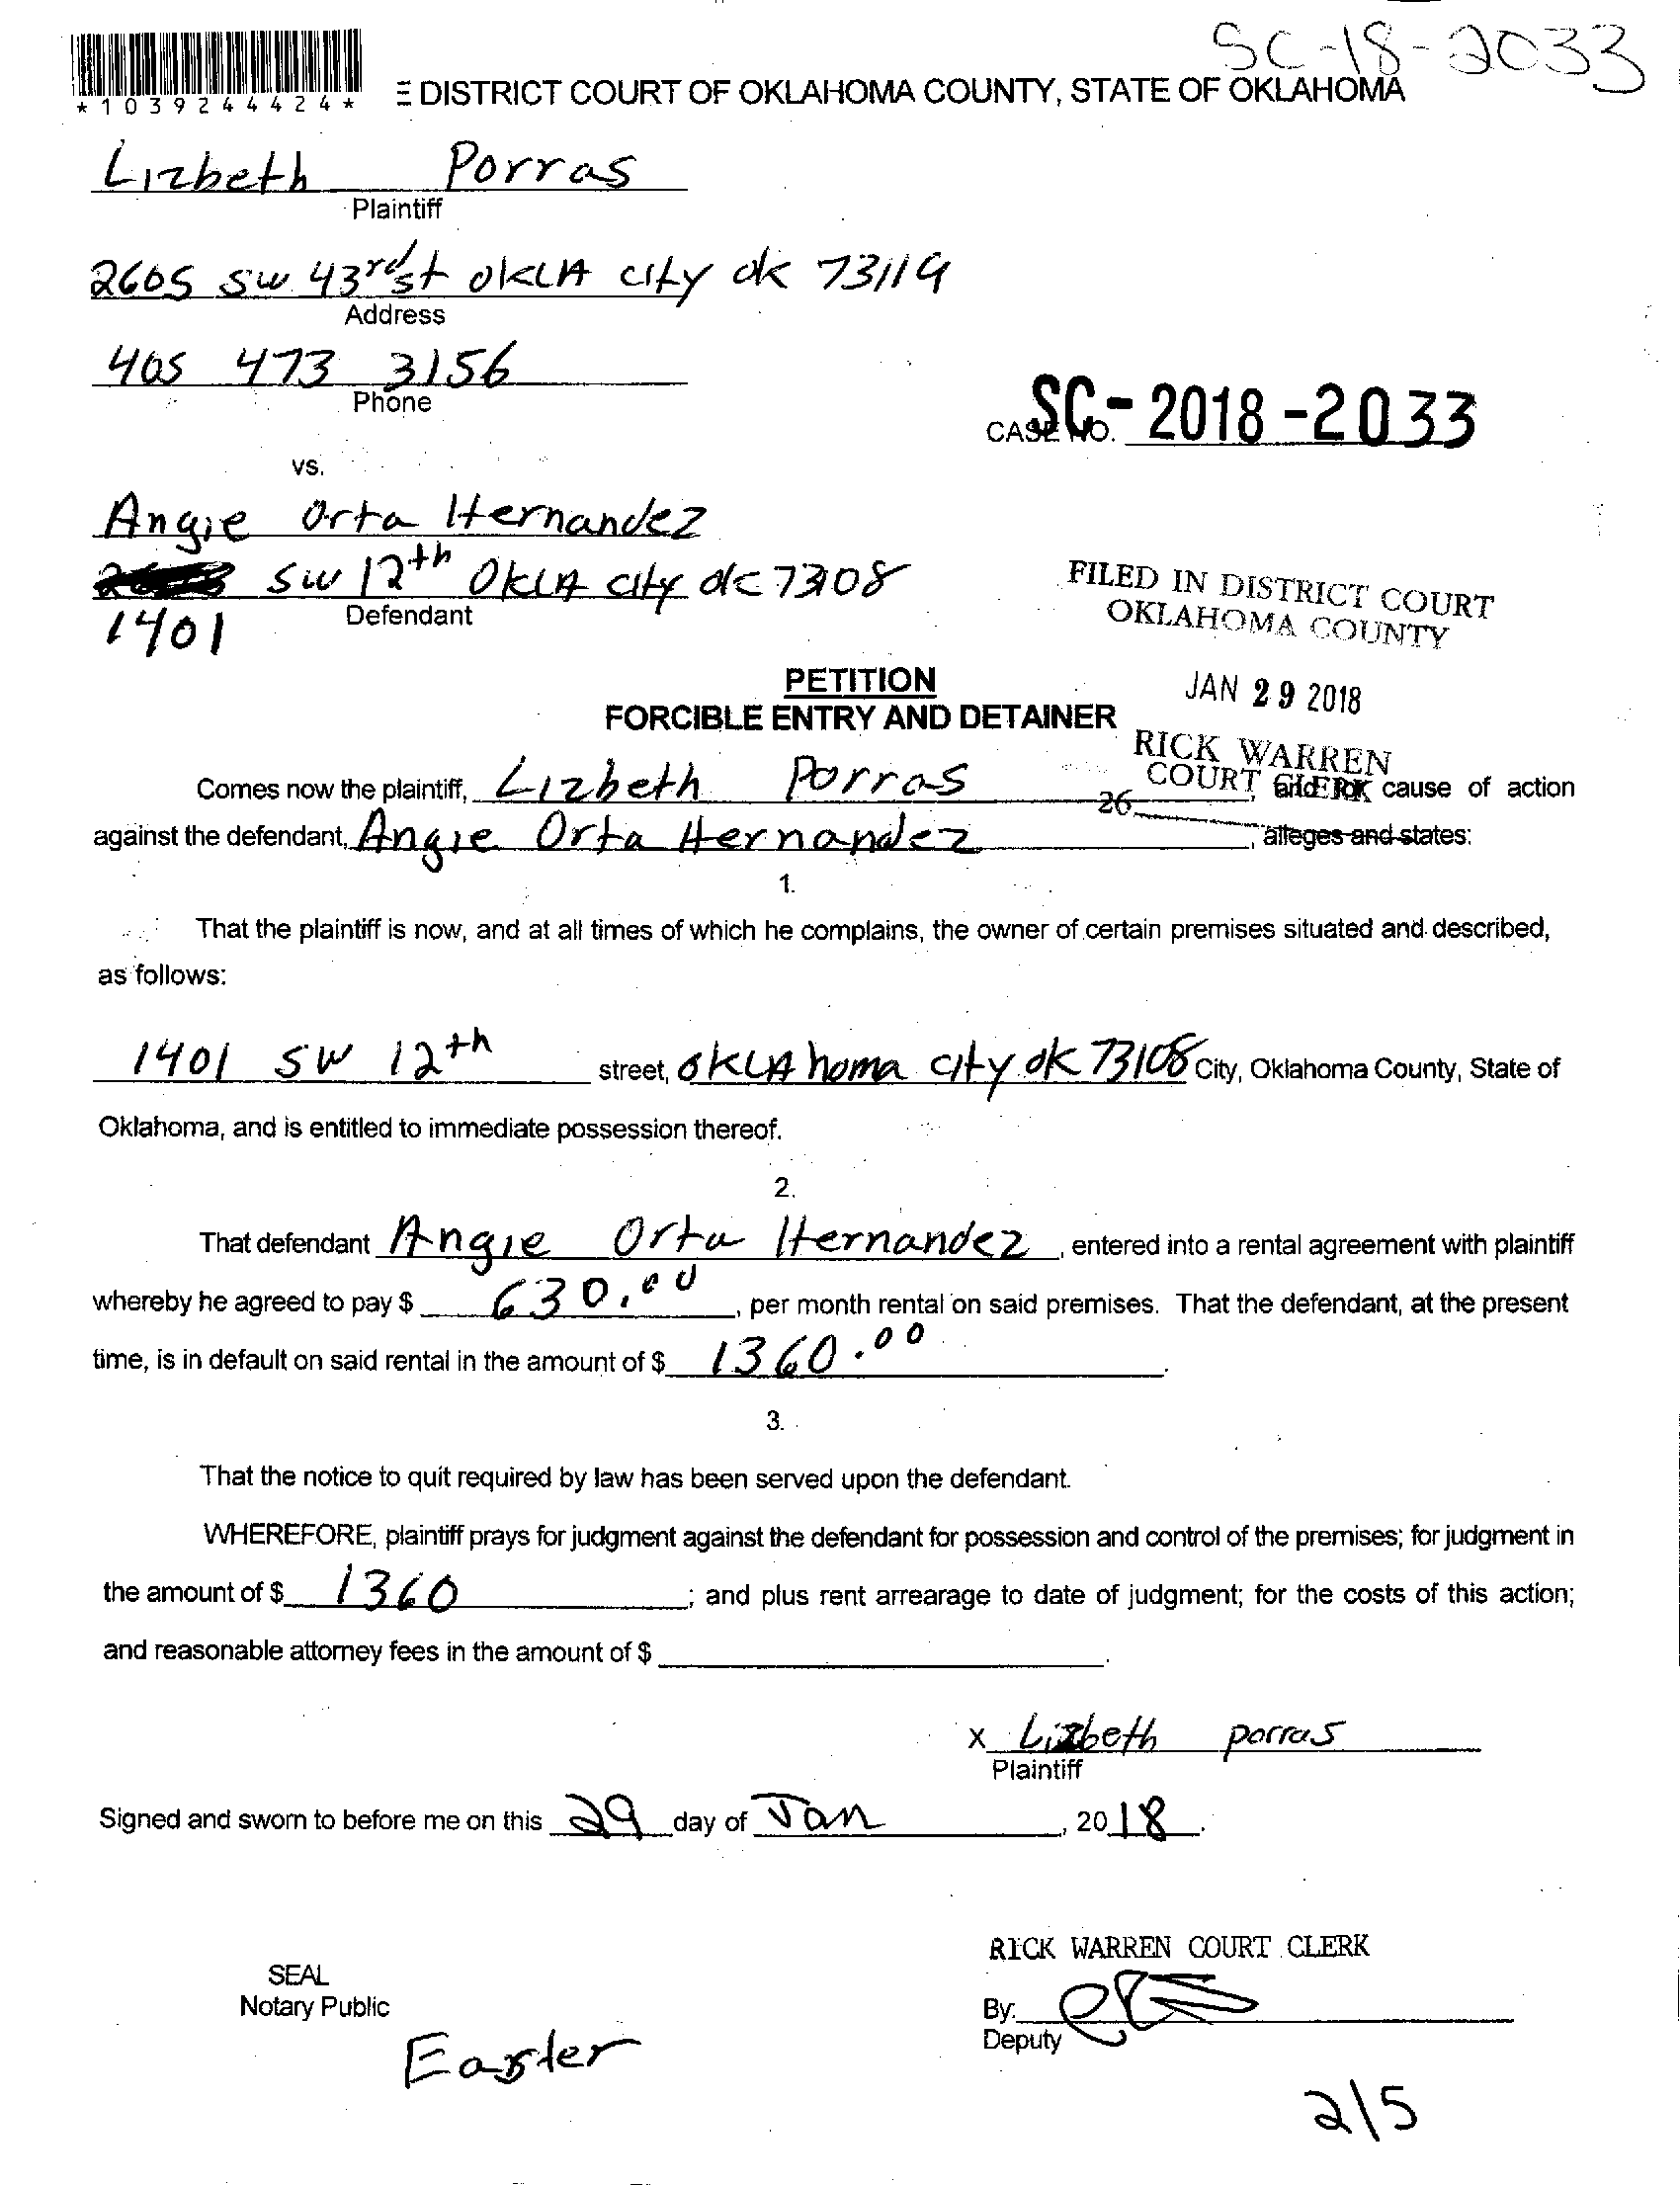 SC-18-2033
*1039244424*
E DISTRICT COURT OF OKLAHOMA COUNTY, STATE OF OKLAHOMA
Lizbeth Porras
Plaintiff
2605 SW 43rd st OKLA city ok 73119
Address
405 473 3156
Phone
CASE NO. SC-2018-2033
vs.
Angie Orta Hernandez
SW 12th OKLA city ok 73108
1401
Defendant
FILED IN DISTRICT COURT
OKLAHOMA COUNTY
JAN 29 2018
RICK WARREN
COURT CLERK
26
PETITION
FORCIBLE ENTRY AND DETAINER
Comes now the plaintiff, Lizbeth Porras, and for cause of action
against the defendant, Angie Orta Hernandez, alleges and states:
1.
That the plaintiff is now, and at all times of which he complains, the owner of certain premises situated and described,
as follows:
1401 SW 12th street, OKLAhoma city ok 73108 City, Oklahoma County, State of
Oklahoma, and is entitled to immediate possession thereof.
2.
That defendant Angie Orta Hernandez, entered into a rental agreement with plaintiff
whereby he agreed to pay $ 630.00, per month rental on said premises. That the defendant, at the present
time, is in default on said rental in the amount of $ 1360.00.
3.
That the notice to quit required by law has been served upon the defendant.
WHEREFORE, plaintiff prays for judgment against the defendant for possession and control of the premises; for judgment in
the amount of $ 1360; and plus rent arrearage to date of judgment; for the costs of this action;
and reasonable attorney fees in the amount of $ .
X Lizbeth porras
Plaintiff
Signed and sworn to before me on this 29 day of Jan, 2018.
RICK WARREN COURT CLERK
SEAL
Notary Public
By:
Deputy
Easter
2\5